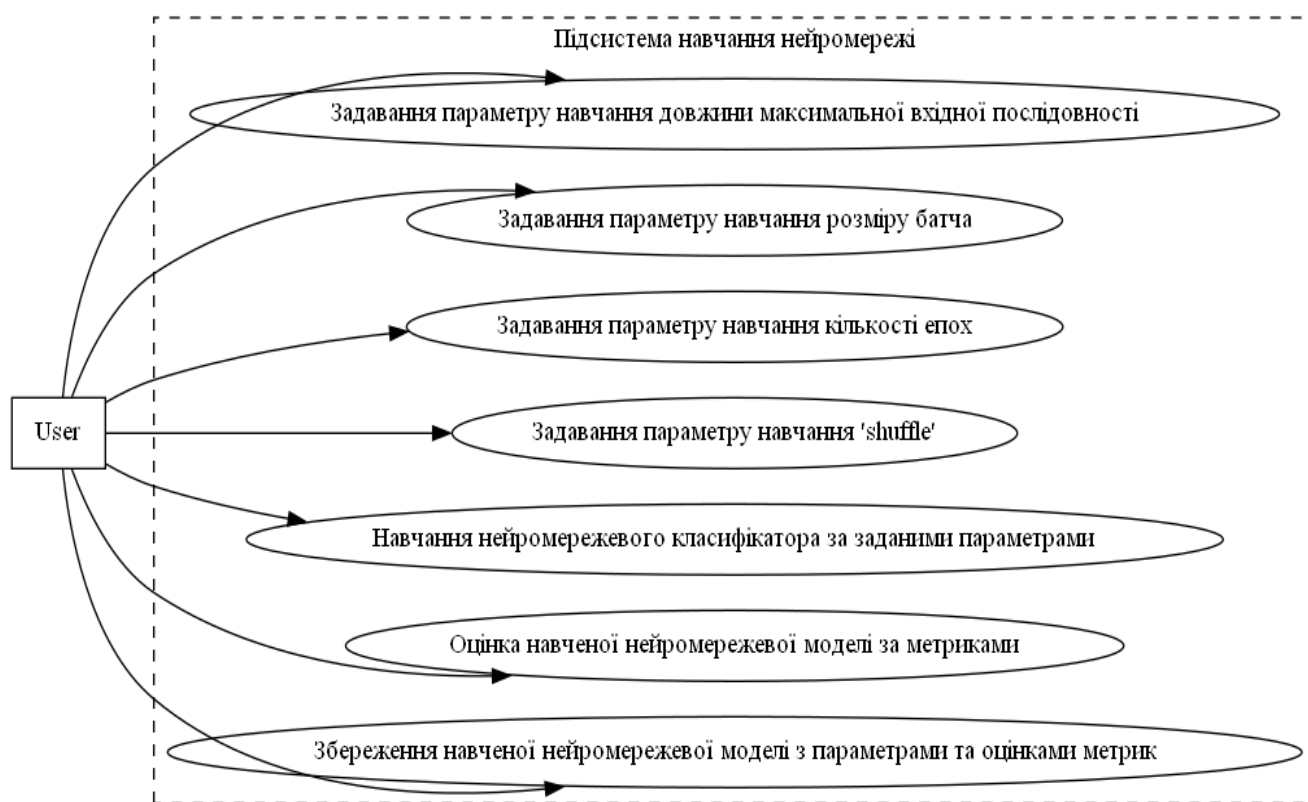 Підсистема навчання нейромережі
Задавання параметру навчання довжини максимальної вхідної послідовності
Задавання параметру навчання розміру батча
Задавання параметру навчання кількості епох
User
Задавання параметру навчання 'shuffle'
Навчання нейромережевого класифікатора за заданими параметрами
Оцінка навченої нейромережевої моделі за метриками
Збереження навченої нейромережевої моделі з параметрами та оцінками метрик